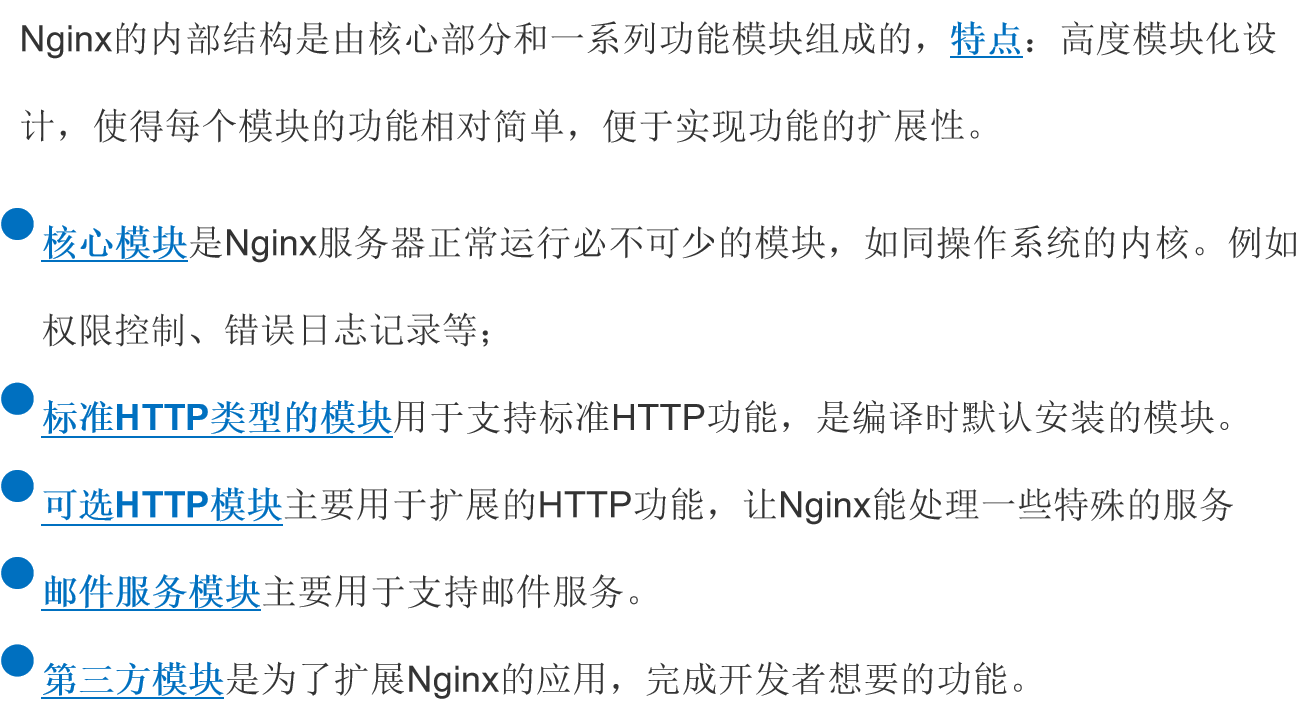 Nginx的内部结构是由核心部分和一系列功能模块组成的，特点：高度模块化设
计，使得每个模块的功能相对简单，便于实现功能的扩展性。
核心模块是Nginx服务器正常运行必不可少的模块，如同操作系统的内核。例如
权限控制、错误日志记录等；
标准HTTP类型的模块用于支持标准HTTP功能，是编译时默认安装的模块。
可选HTTP模块主要用于扩展的HTTP功能，让Nginx能处理一些特殊的服务
邮件服务模块主要用于支持邮件服务。
第三方模块是为了扩展Nginx的应用，完成开发者想要的功能。